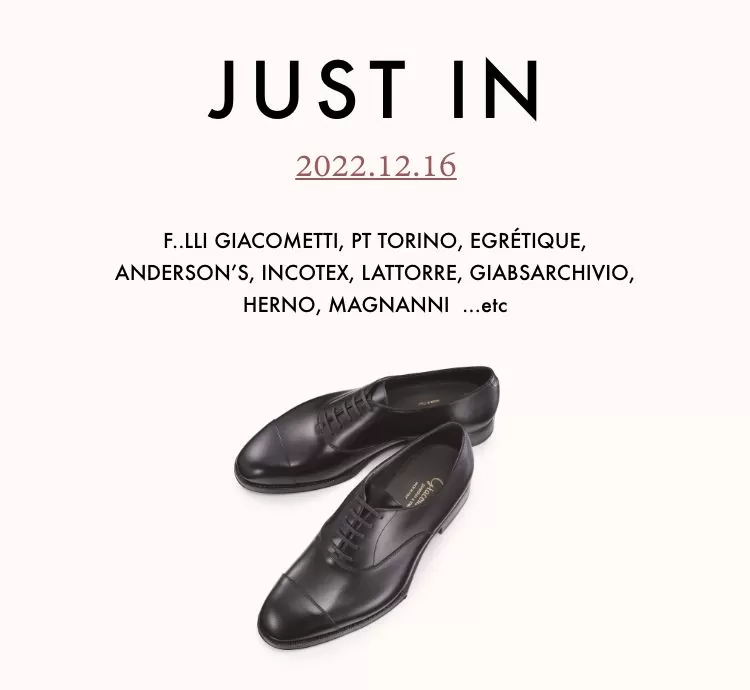 JUST IN
2022.12.16
F..LLI GIACOMETTI, PT TORINO, EGRÉTIQUE,
ANDERSON'S, INCOTEX, LATTORRE, GIABSARCHIVIO,
HERNO, MAGNANNI ...etc